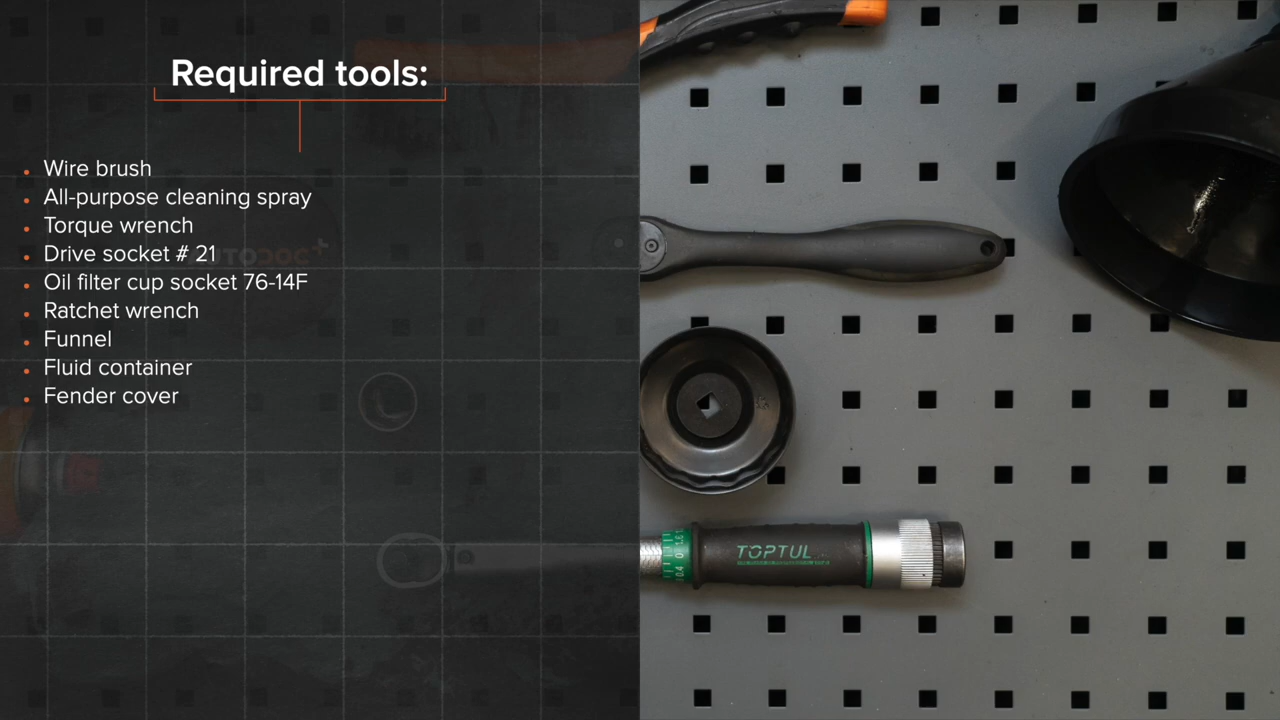 Required tools:
Wire brush
All-purpose cleaning spray
Torque wrench
Drive socket # 21
Oil filter cup socket 76-14F
Ratchet wrench
Funnel
Fluid container
Fender cover
TOPTUL